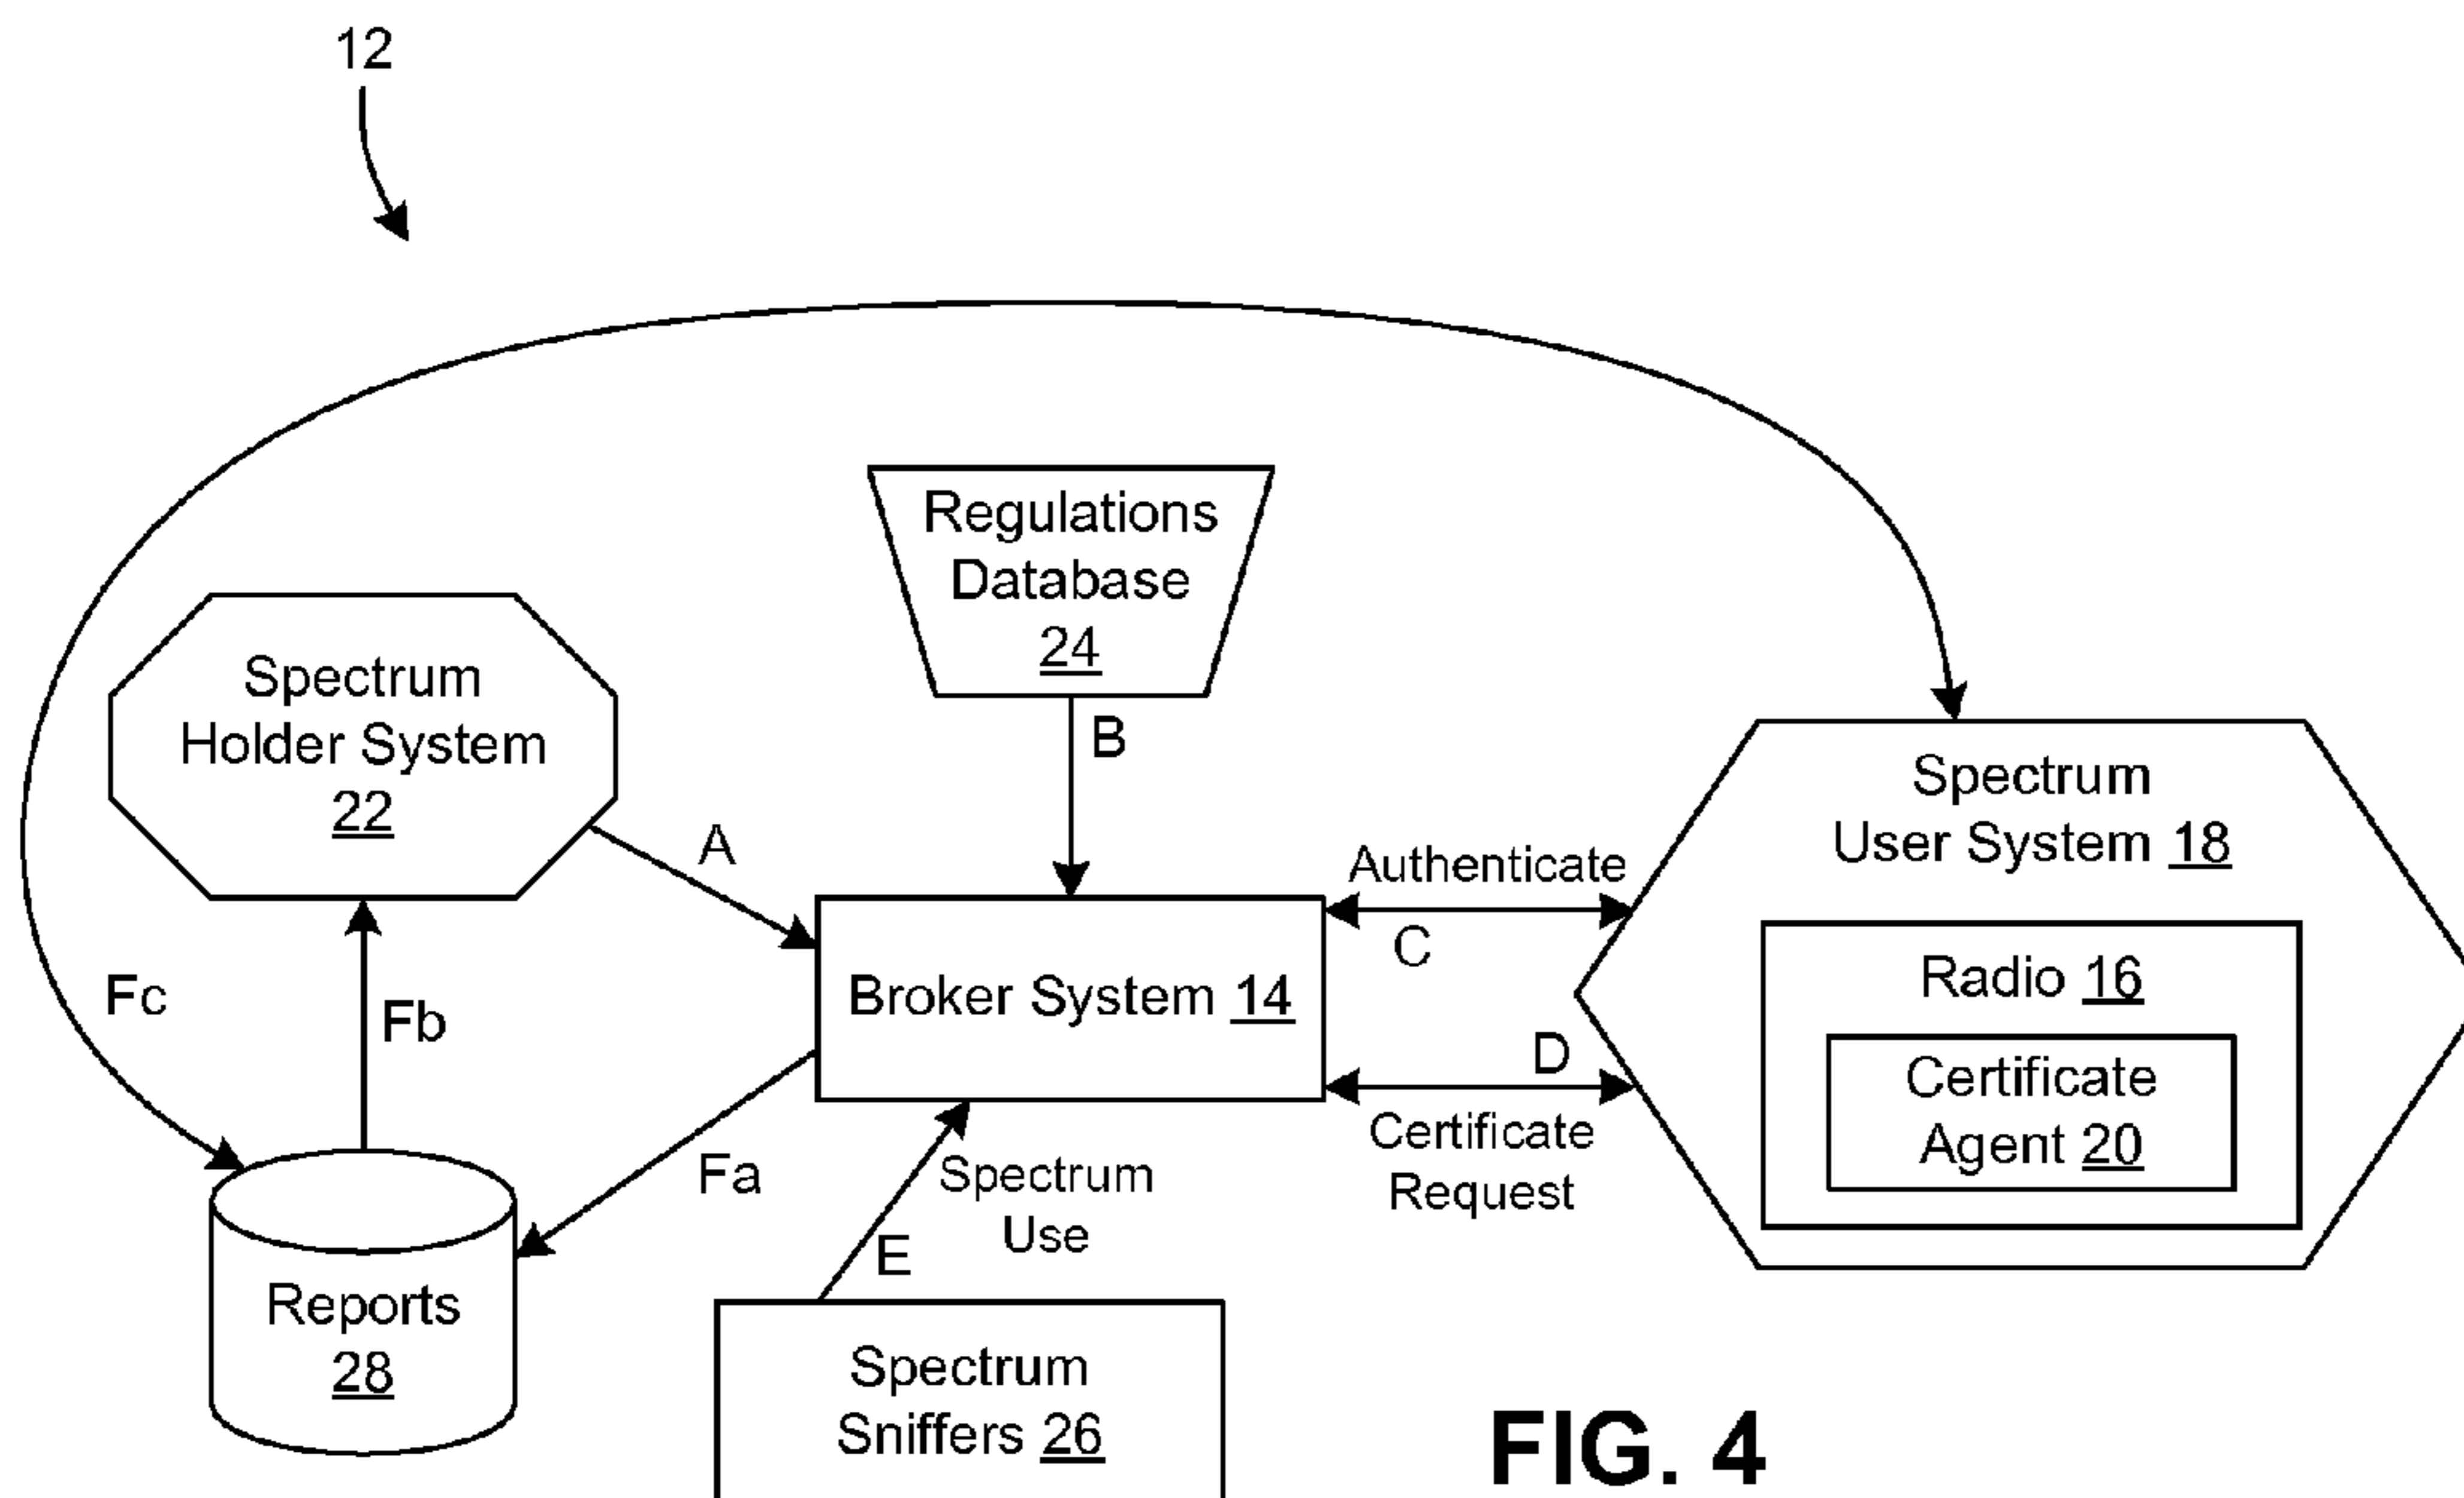 12
Regulations
Database
24
B
Spectrum
Holder System
22
A
Spectrum
User System 18
Authenticate
C
Radio 16
Certificate
Agent 20
Broker System 14
D
Certificate
Request
Fc
Fb
Fa
Spectrum
Use
E
Reports
28
Spectrum
Sniffers 26
FIG. 4